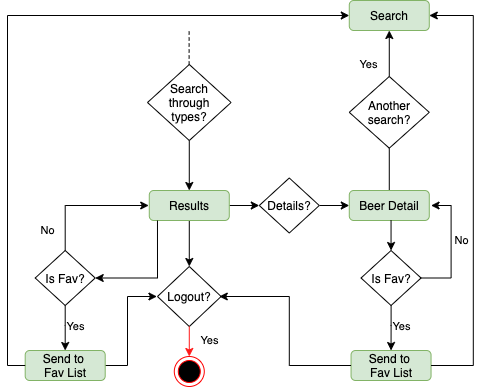 Search
Yes
Search
through
types?
Another
search?
Results
Details?
Beer Detail
No
No
Is Fav?
Logout?
Is Fav?
Yes
Yes
Yes
Send to
Fav List
Send to
Fav List